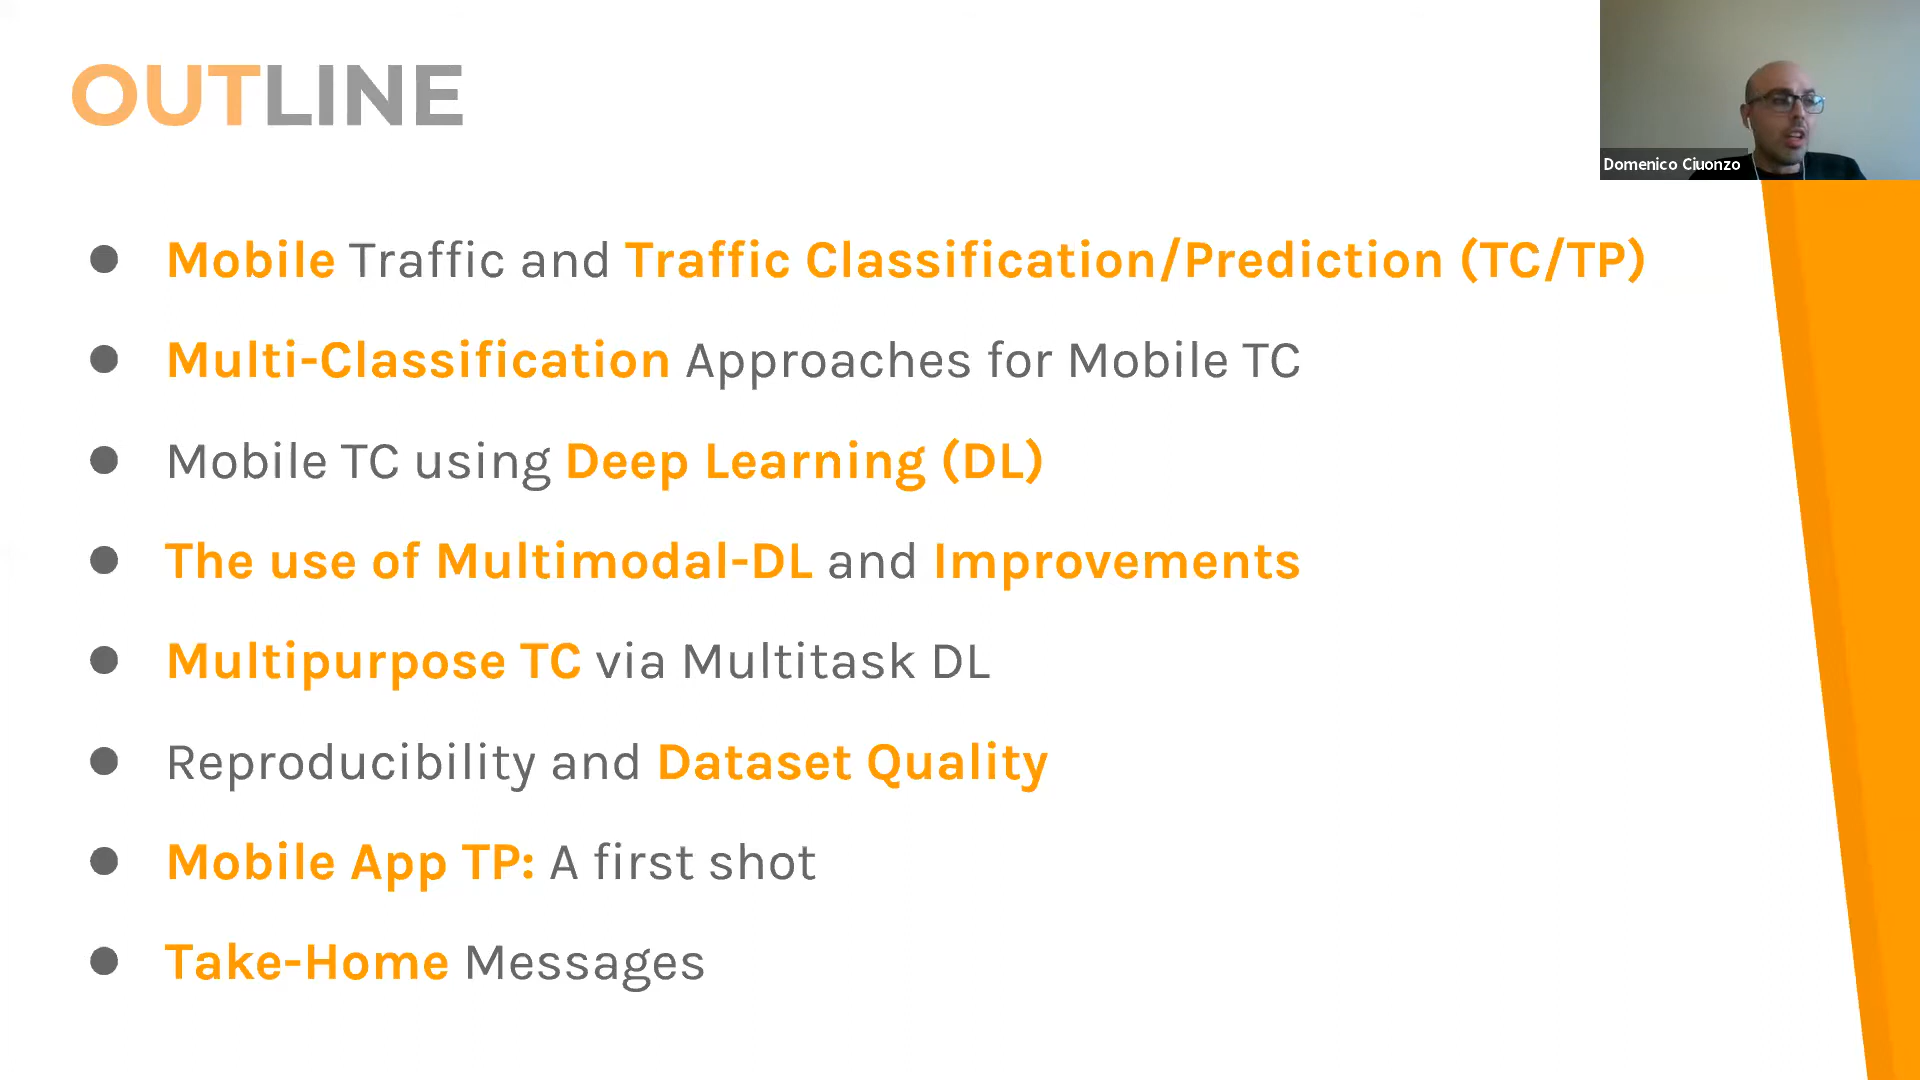 OUTLINE
Domenico Ciuonzo
● Mobile Traffic and Traffic Classification/Prediction (TC/TP)
● Multi-Classification Approaches for Mobile TC
● Mobile TC using Deep Learning (DL)
● The use of Multimodal-DL and Improvements
● Multipurpose TC via Multitask DL
● Reproducibility and Dataset Quality
● Mobile App TP: A first shot
● Take-Home Messages